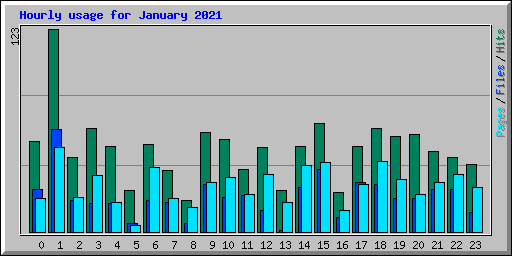 Hourly usage for January 2021
123
Pages/Files/Hits
0 1 2 3 4 5 6 7 8 9 10 11 12 13 14 15 16 17 18 19 20 21 22 23